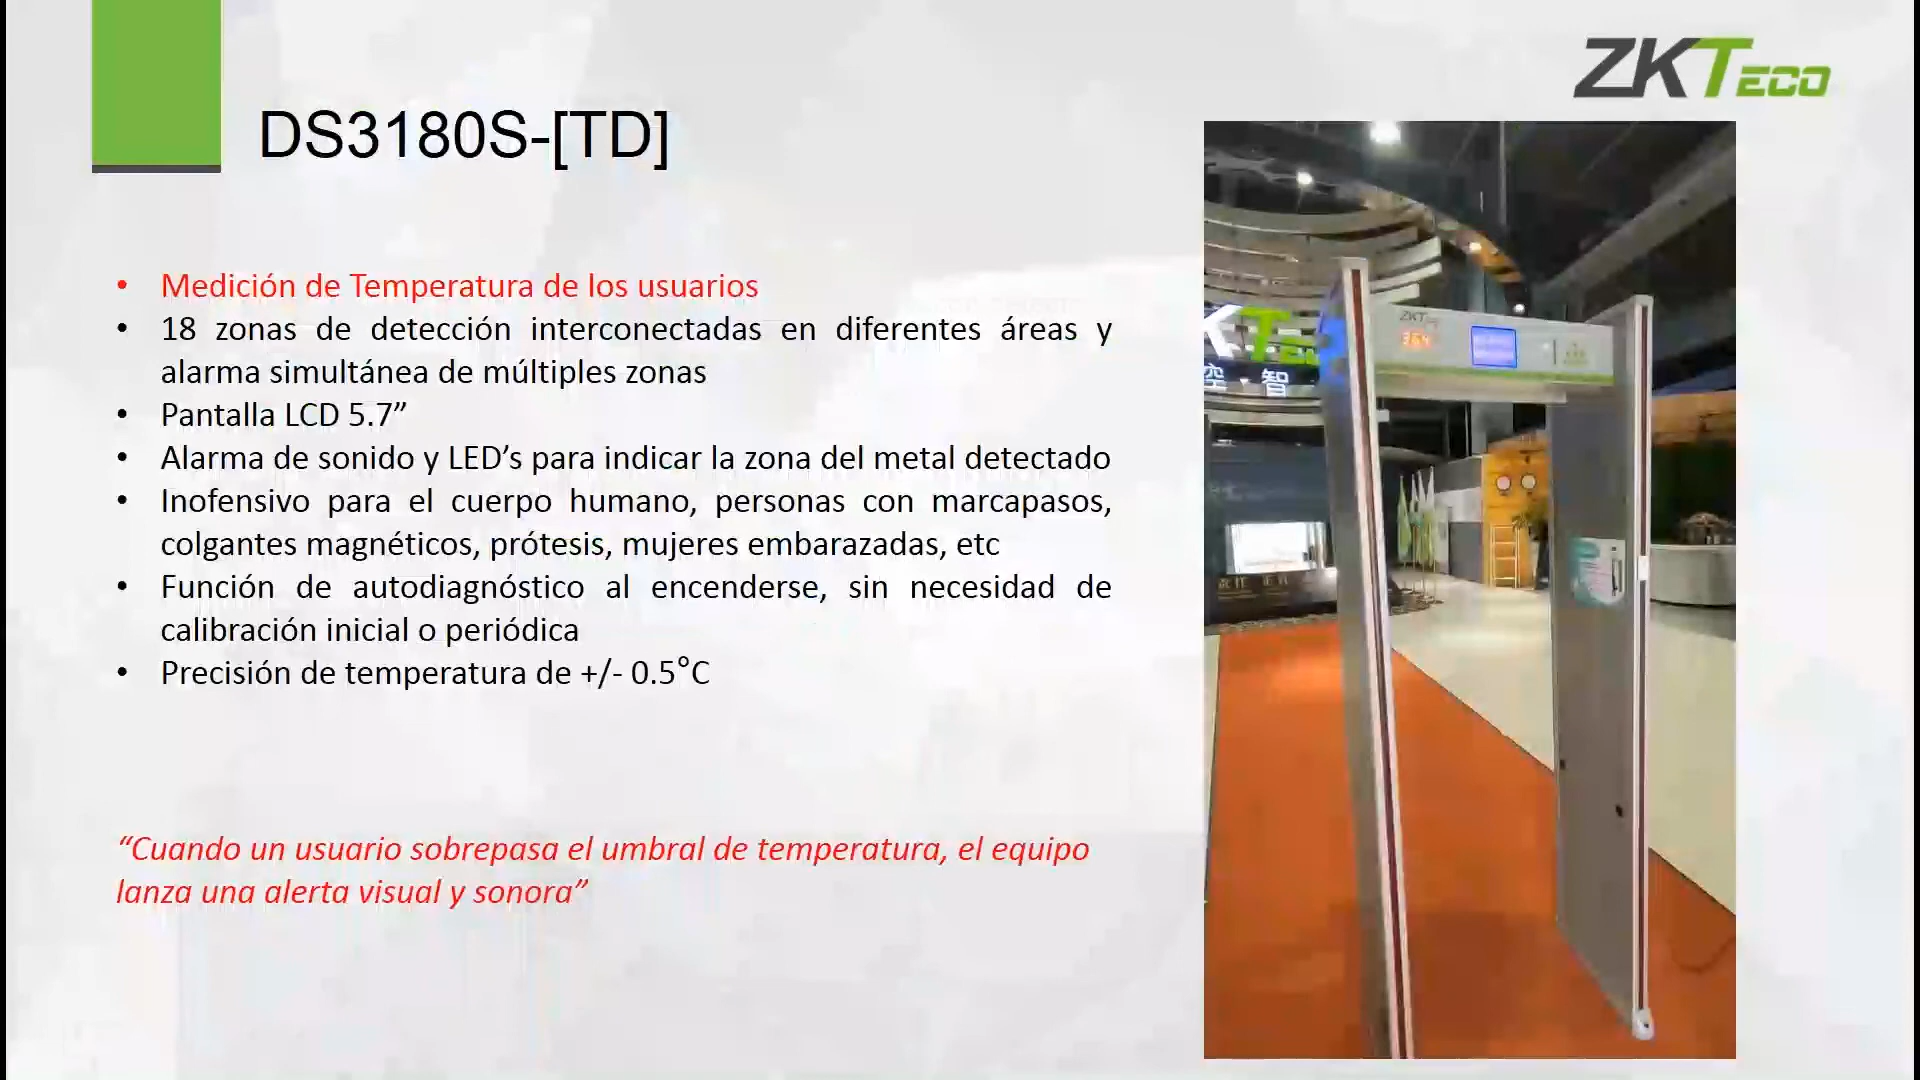 ZKTECO
DS3180S-[TD]
• Medición de Temperatura de los usuarios
• 18 zonas de detección interconectadas en diferentes áreas y
alarma simultánea de múltiples zonas
• Pantalla LCD 5.7”
• Alarma de sonido y LED’s para indicar la zona del metal detectado
• Inofensivo para el cuerpo humano, personas con marcapasos,
colgantes magnéticos, prótesis, mujeres embarazadas, etc
• Función de autodiagnóstico al encenderse, sin necesidad de
calibración inicial o periódica
• Precisión de temperatura de +/- 0.5°C
“Cuando un usuario sobrepasa el umbral de temperatura, el equipo
lanza una alerta visual y sonora”
ZKT
智